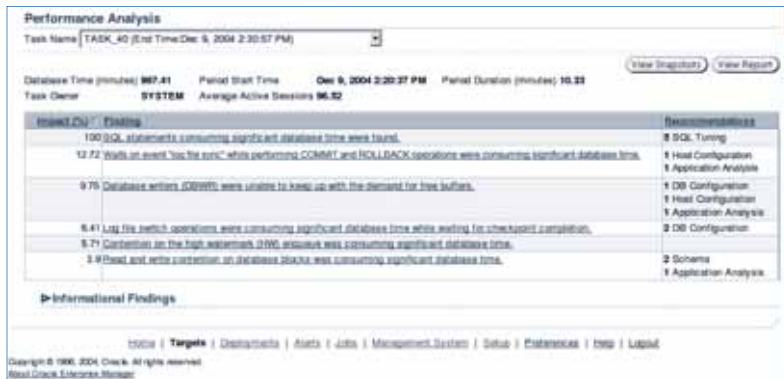 Performance Analysis
Task Name TASK_40 (End Time:Dec 9, 2004 2:30:57 PM)
View Snapshots View Report
Database Time (minutes) 997.41 Period Start Time Dec 9, 2004 2:20:37 PM Period Duration (minutes) 10.33
Task Owner SYSTEM Average Active Sessions 96.52
Impact (%) Finding Recommendations
100 SQL statements consuming significant database time were found. 8 SQL Tuning
12.72 Waits on event "log file sync" while performing COMMIT and ROLLBACK operations were consuming significant database time. 1 Host Configuration
1 Application Analysis
9.75 Database writers (DBWR) were unable to keep up with the demand for free buffers. 1 DB Configuration
1 Host Configuration
1 Application Analysis
8.41 Log file switch operations were consuming significant database time while waiting for checkpoint completion. 2 DB Configuration
5.71 Contention on the high watermark (HW) enqueue was consuming significant database time.
3.9 Read and write contention on database blocks was consuming significant database time. 2 Schema
1 Application Analysis
Informational Findings
Home | Targets | Deployments | Alerts | Jobs | Management System | Setup | Preferences | Help | Logout
Copyright © 1996, 2004, Oracle. All rights reserved.
About Oracle Enterprise Manager